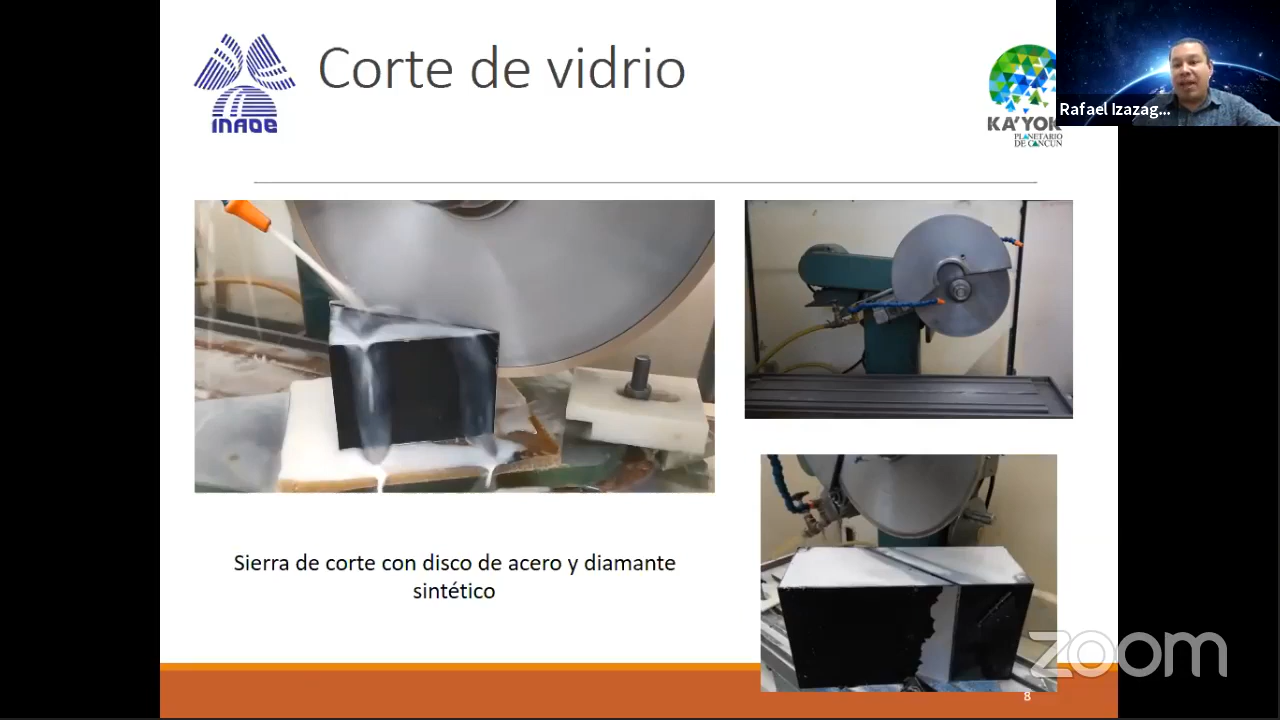 Corte de vidrio
INAOE
KA'YOK
PLANETARIO
DE CANCUN
Rafael Izazag...
Sierra de corte con disco de acero y diamante
sintético
zoom
8